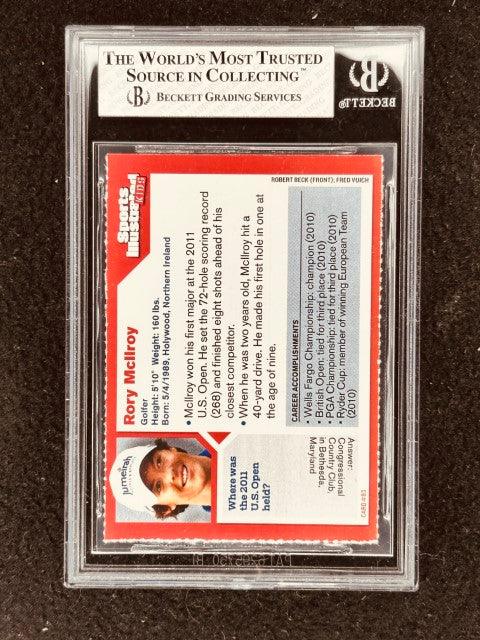 THE WORLD'S MOST TRUSTED
SOURCE IN COLLECTING™
BECKETT GRADING SERVICES
BECKETT®
Sports
Illustrated
KIDS
Rory McIlroy
Golfer
Height: 5'10" Weight: 160 lbs.
Born: 5/4/1989, Holywood, Northern Ireland
• McIlroy won his first major at the 2011
U.S. Open. He set the 72-hole scoring record
(268) and finished eight shots ahead of his
closest competitor.
• When he was two years old, McIlroy hit a
40-yard drive. He made his first hole in one at
the age of nine.
ROBERT BECK (FRONT); FRED VUICH
Jumeirah
Where was
the 2011
U.S. Open
held?
Answer:
Congressional
Country Club
in Bethesda,
Maryland
CAREER ACCOMPLISHMENTS
• Wells Fargo Championship: champion (2010)
• British Open: tied for third place (2010)
• PGA Championship: tied for third place (2010)
• Ryder Cup: member of winning European Team
(2010)